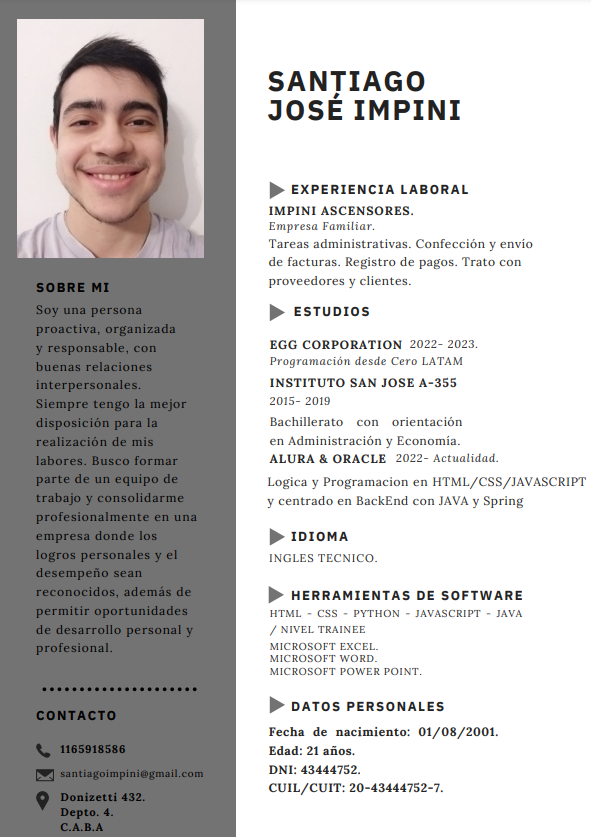 SANTIAGO
JOSÉ IMPINI
SOBRE MI
Soy una persona
proactiva, organizada
y responsable, con
buenas relaciones
interpersonales.
Siempre tengo la mejor
disposición para la
realización de mis
labores. Busco formar
parte de un equipo de
trabajo y consolidarme
profesionalmente en una
empresa donde los
logros personales y el
desempeño sean
reconocidos, además de
permitir oportunidades
de desarrollo personal y
profesional.
CONTACTO
1165918586
santiagoimpini@gmail.com
Donizetti 432.
Depto. 4.
C.A.B.A
EXPERIENCIA LABORAL
IMPINI ASCENSORES.
Empresa Familiar.
Tareas administrativas. Confección y envío
de facturas. Registro de pagos. Trato con
proveedores y clientes.
ESTUDIOS
EGG CORPORATION 2022- 2023.
Programación desde Cero LATAM
INSTITUTO SAN JOSE A-355
2015- 2019
Bachillerato con orientación
en Administración y Economía.
ALURA & ORACLE 2022- Actualidad.
Logica y Programacion en HTML/CSS/JAVASCRIPT
y centrado en BackEnd con JAVA y Spring
IDIOMA
INGLES TECNICO.
HERRAMIENTAS DE SOFTWARE
HTML - CSS - PYTHON - JAVASCRIPT - JAVA
/ NIVEL TRAINEE
MICROSOFT EXCEL.
MICROSOFT WORD.
MICROSOFT POWER POINT.
DATOS PERSONALES
Fecha de nacimiento: 01/08/2001.
Edad: 21 años.
DNI: 43444752.
CUIL/CUIT: 20-43444752-7.